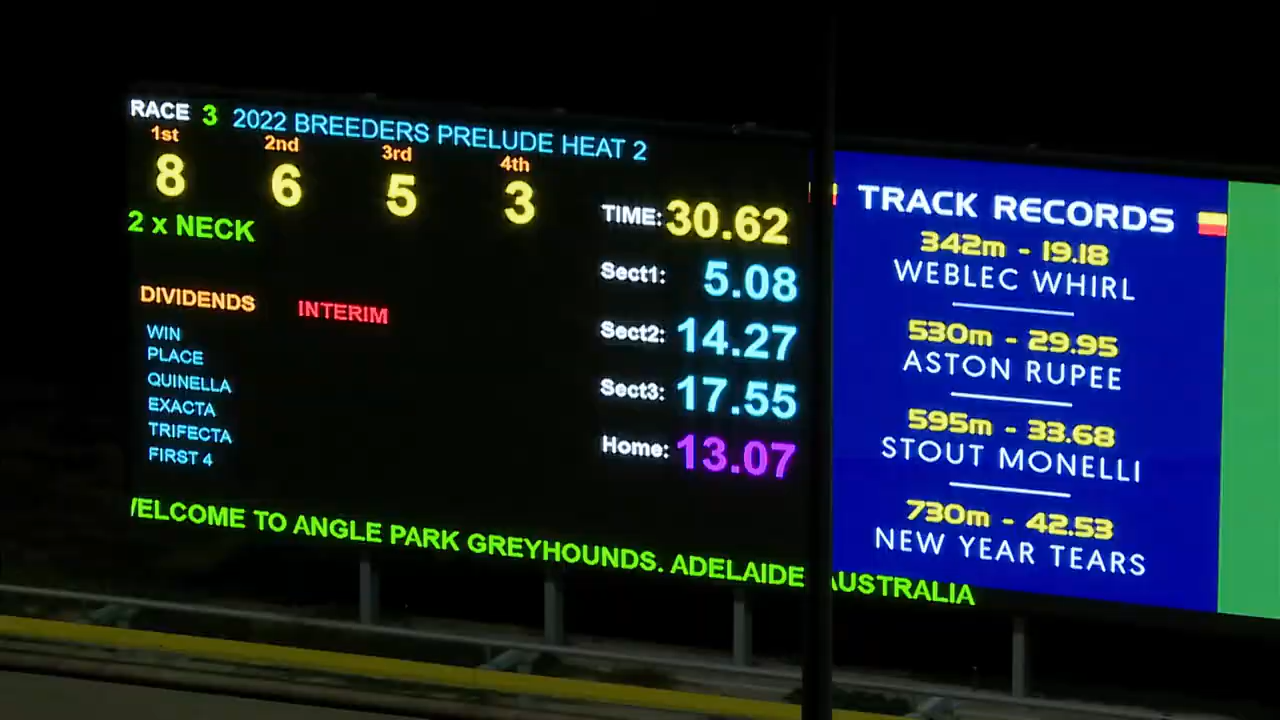 RACE 3 2022 BREEDERS PRELUDE HEAT 2
1st 2nd 3rd 4th
8 6 5 3
2 x NECK
TIME: 30.62
Sect1: 5.08
Sect2: 14.27
Sect3: 17.55
Home: 13.07
DIVIDENDS INTERIM
WIN
PLACE
QUINELLA
EXACTA
TRIFECTA
FIRST 4
WELCOME TO ANGLE PARK GREYHOUNDS. ADELAIDE AUSTRALIA
TRACK RECORDS
342m - 19.18
WEBLEC WHIRL
530m - 29.95
ASTON RUPEE
595m - 33.68
STOUT MONELLI
730m - 42.53
NEW YEAR TEARS